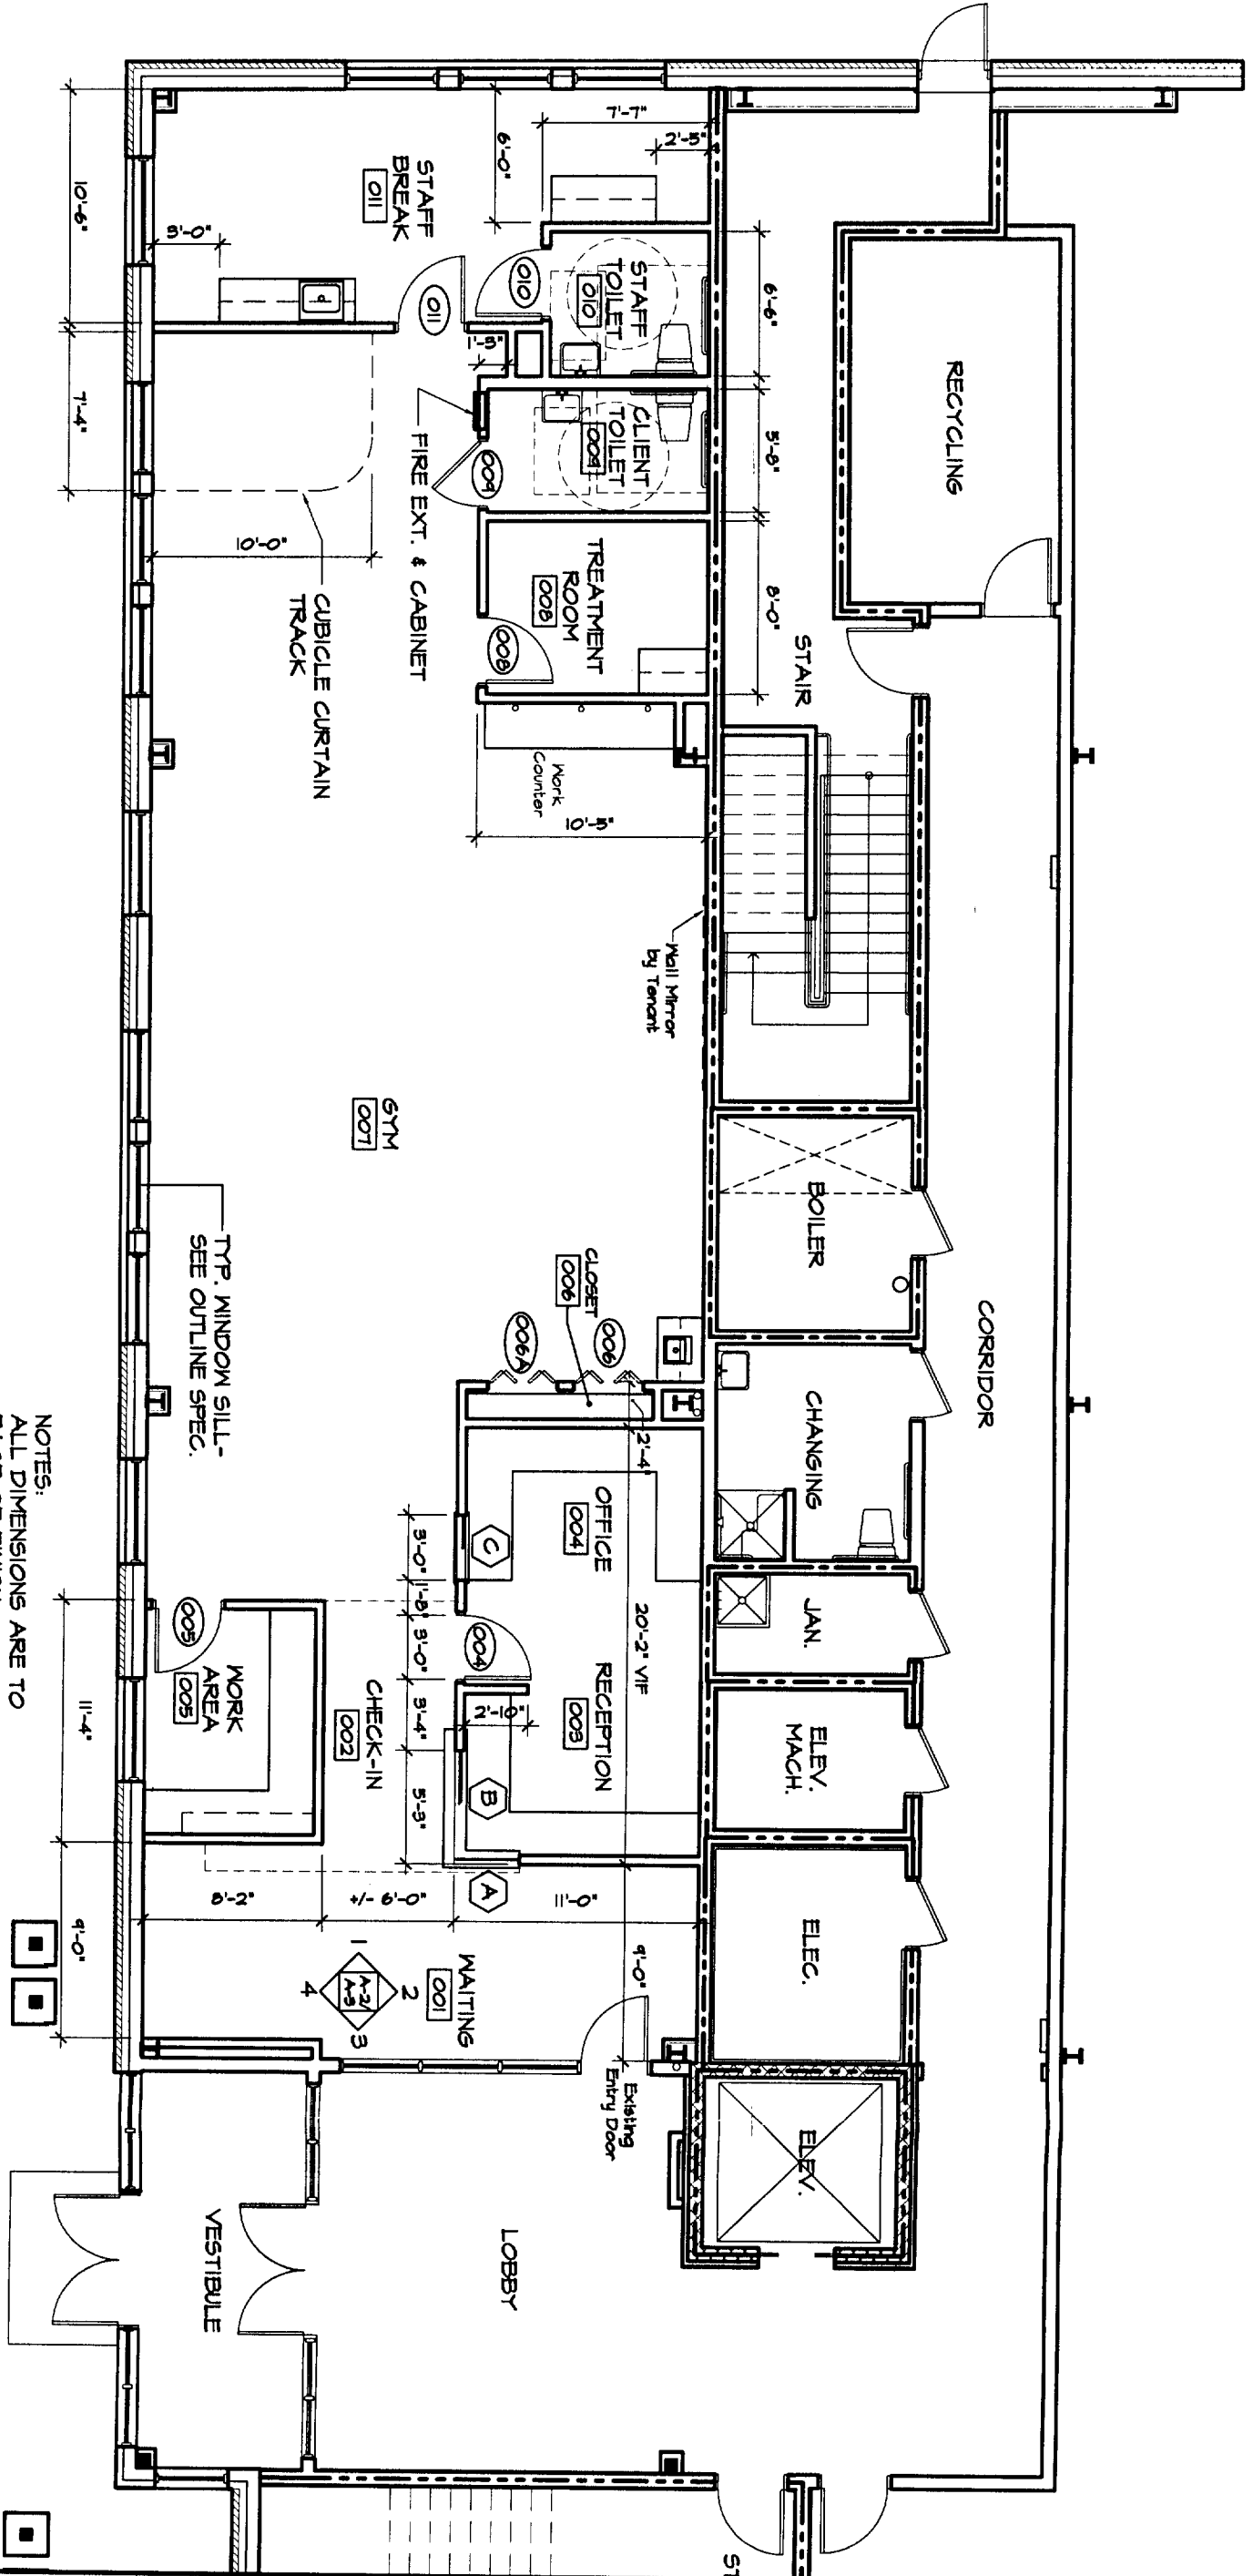 RECYCLING
CORRIDOR
STAIR
BOILER
CHANGING
JAN.
ELEV.
MACH.
ELEC.
ELEV.
7'-7"
2'-5"
6'-0"
STAFF
BREAK
011
10'-6"
3'-0"
011
010
STAFF
TOILET
010
6'-6"
1'-3"
CLIENT
TOILET
009
5'-8"
009
FIRE EXT. & CABINET
7'-4"
10'-0"
CUBICLE CURTAIN
TRACK
TREATMENT
ROOM
008
8'-0"
008
Work
Counter
10'-5"
Wall Mirror
by Tenant
GYM
007
TYP. WINDOW SILL-
SEE OUTLINE SPEC.
CLOSET
006
006A
006
2'-4"
OFFICE
004
C
3'-0"
1'-8"
3'-0"
3'-4"
5'-3"
004
20'-2" VIF
RECEPTION
003
2'-10"
B
A
CHECK-IN
002
005
WORK
AREA
005
11'-4"
9'-0"
8'-2"
+/- 6'-0"
11'-0"
9'-0"
WAITING
001
1
2
3
4
A-2/
A-3
Existing
Entry Door
LOBBY
VESTIBULE
ST
NOTES:
ALL DIMENSIONS ARE TO